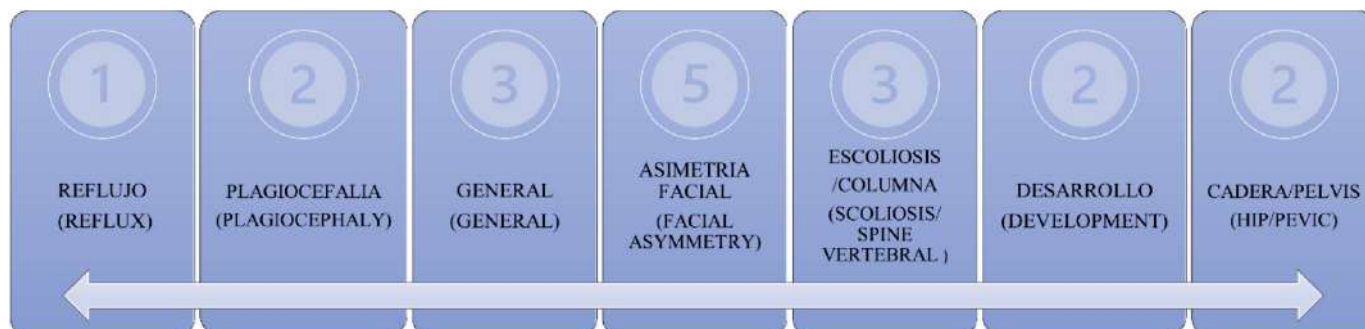 1
REFLUJO
(REFLUX)
2
PLAGIOCEFALIA
(PLAGIOCEPHALY)
3
GENERAL
(GENERAL)
5
ASIMETRIA
FACIAL
(FACIAL
ASYMMETRY)
3
ESCOLIOSIS
/COLUMNA
(SCOLIOSIS/
SPINE
VERTEBRAL )
2
DESARROLLO
(DEVELOPMENT)
2
CADERA/PELVIS
(HIP/PEVIC)